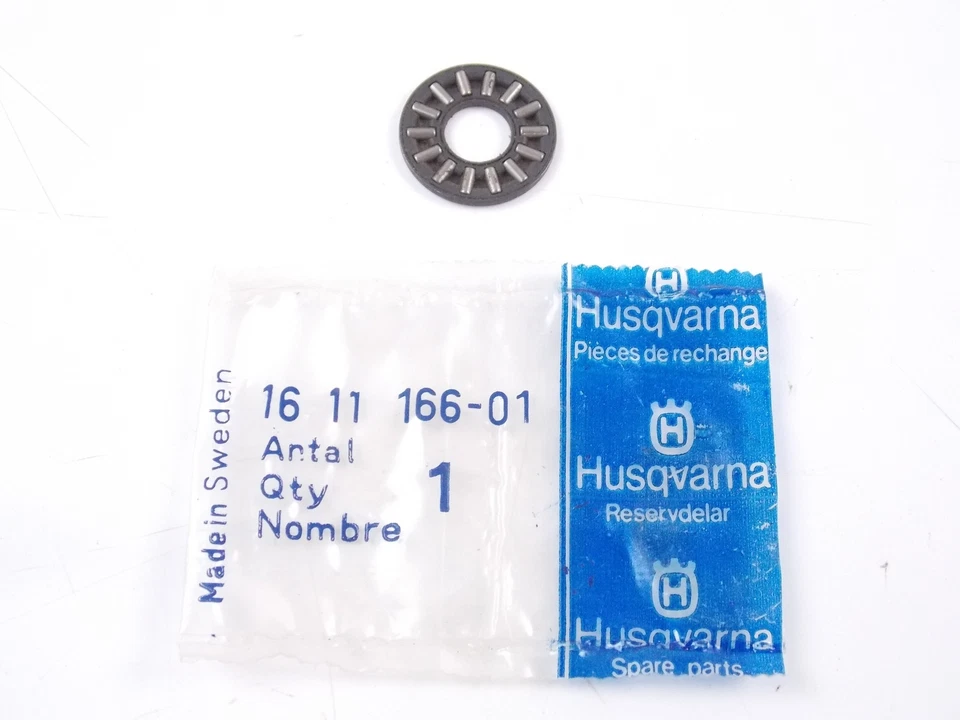 Made in Sweden
16 11 166-01
Antal
Qty 1
Nombre
H
Husqvarna
Pièces de rechange
H
Husqvarna
Reservdelar
H
Husqvarna
Spare parts